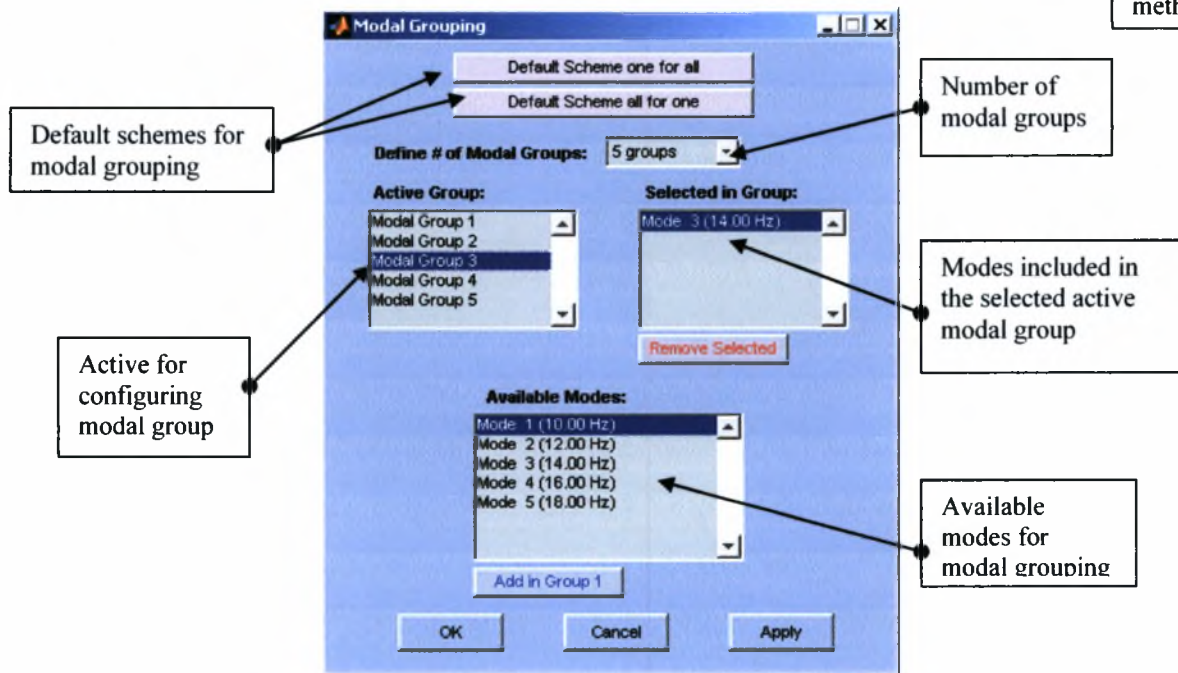 meth
Modal Grouping
Default Scheme one for all
Default Scheme all for one
Define # of Modal Groups: 5 groups
Active Group:
Modal Group 1
Modal Group 2
Modal Group 3
Modal Group 4
Modal Group 5
Selected in Group:
Mode 3 (14.00 Hz)
Remove Selected
Available Modes:
Mode 1 (10.00 Hz)
Mode 2 (12.00 Hz)
Mode 3 (14.00 Hz)
Mode 4 (16.00 Hz)
Mode 5 (18.00 Hz)
Add in Group 1
OK Cancel Apply
Default schemes for
modal grouping
Active for
configuring
modal group
Number of
modal groups
Modes included in
the selected active
modal group
Available
modes for
modal grouping